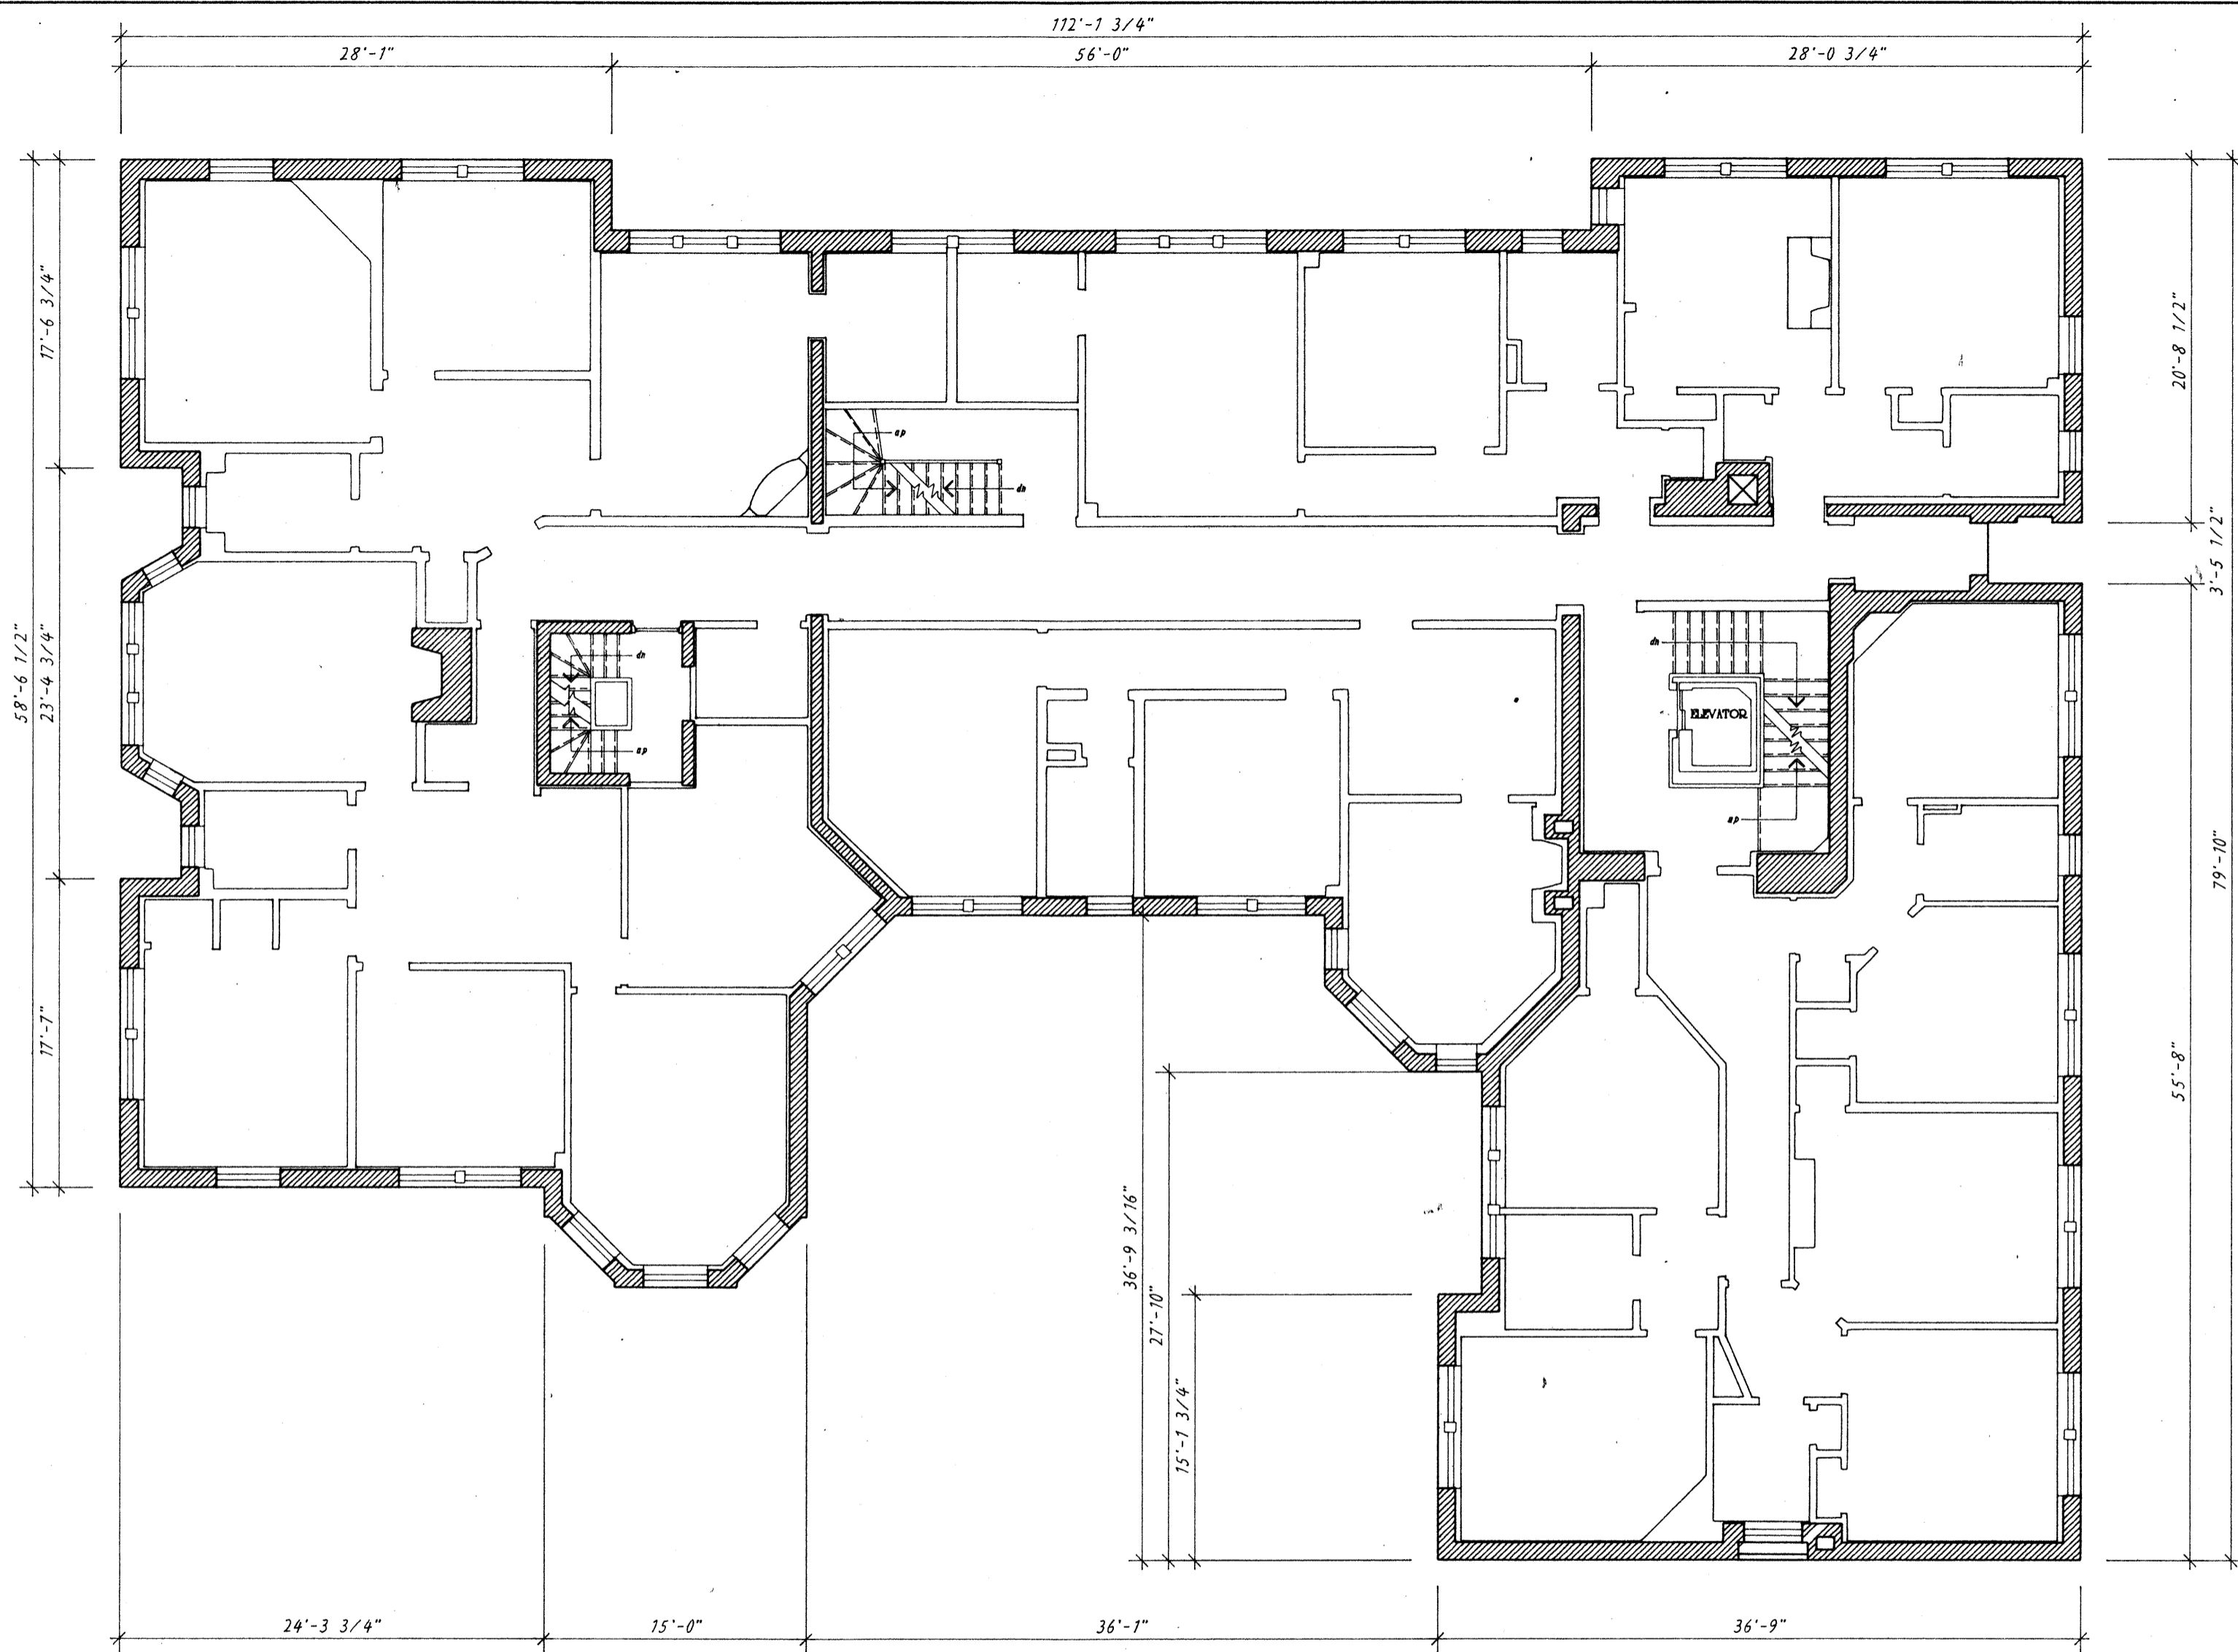 112'-1 3/4"
28'-1"
56'-0"
28'-0 3/4"
58'-6 1/2"
17'-6 3/4"
23'-4 3/4"
17'-7"
20'-8 1/2"
3'-5 1/2"
79'-10"
55'-8"
up
dn
dn
up
dn
ELEVATOR
up
36'-9 3/16"
27'-10"
15'-1 3/4"
24'-3 3/4"
15'-0"
36'-1"
36'-9"